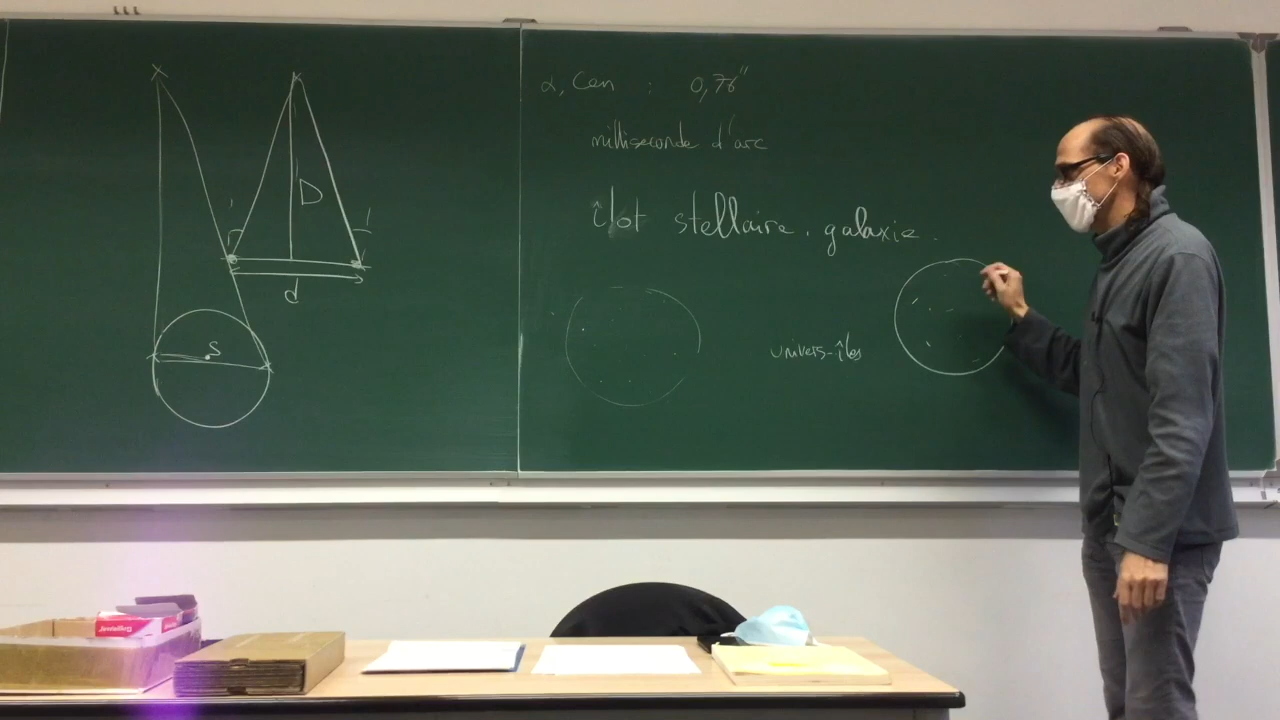 D
d
S
α, Cen : 0,76"
milliseconde d'arc
îlot stellaire. galaxie.
univers-îles